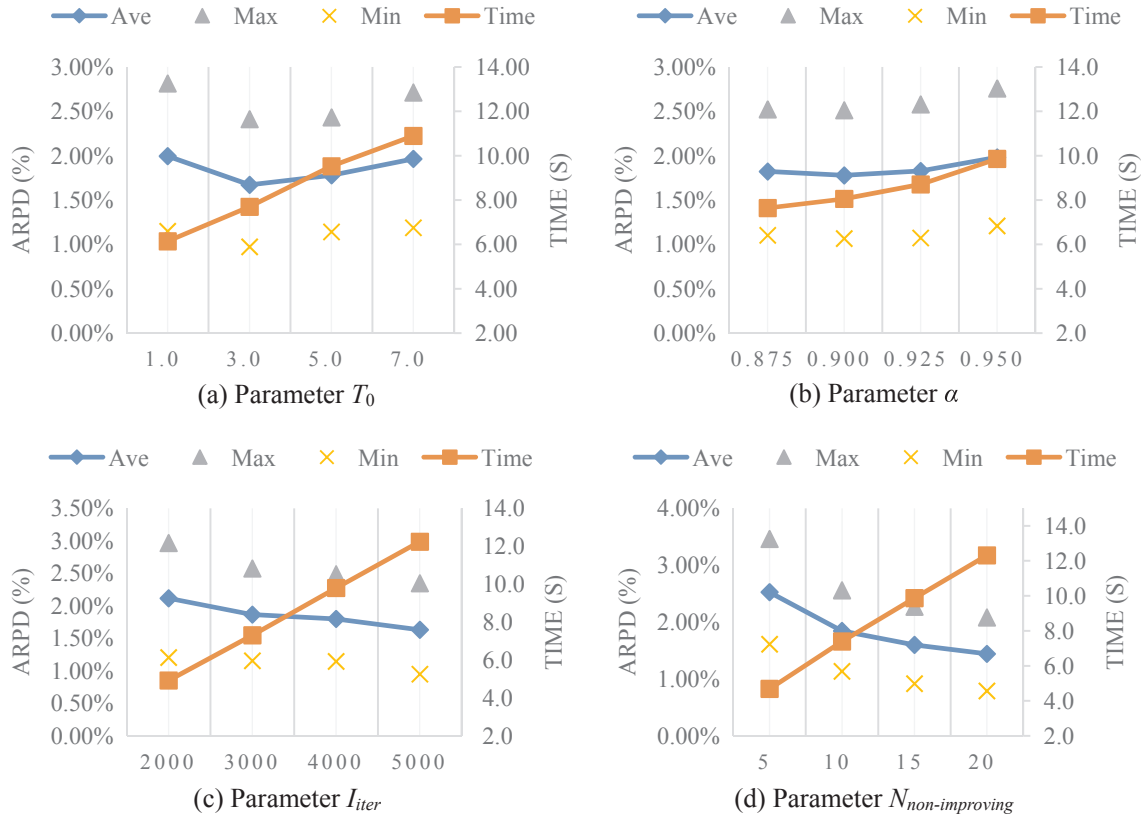 Ave Max Min Time
3.00% 14.00
2.50% 12.00
2.00% 10.00
1.50% 8.00
1.00% 6.00
0.50% 4.00
0.00% 2.00
ARPD (%)
TIME (S)
1.0 3.0 5.0 7.0
(a) Parameter T₀
Ave Max Min Time
3.00% 14.0
2.50% 12.0
2.00% 10.0
1.50% 8.0
1.00% 6.0
0.50% 4.0
0.00% 2.0
ARPD (%)
TIME (S)
0.875 0.900 0.925 0.950
(b) Parameter α
Ave Max Min Time
3.50% 14.0
3.00% 12.0
2.50% 10.0
2.00% 8.0
1.50% 6.0
1.00% 4.0
0.50% 2.0
0.00%
ARPD (%)
TIME (S)
2000 3000 4000 5000
(c) Parameter I_iter
Ave Max Min Time
4.00% 14.0
3.00% 12.0
2.00% 10.0
1.00% 8.0
0.00% 6.0
4.0
2.0
ARPD (%)
TIME (S)
5 10 15 20
(d) Parameter N_non-improving